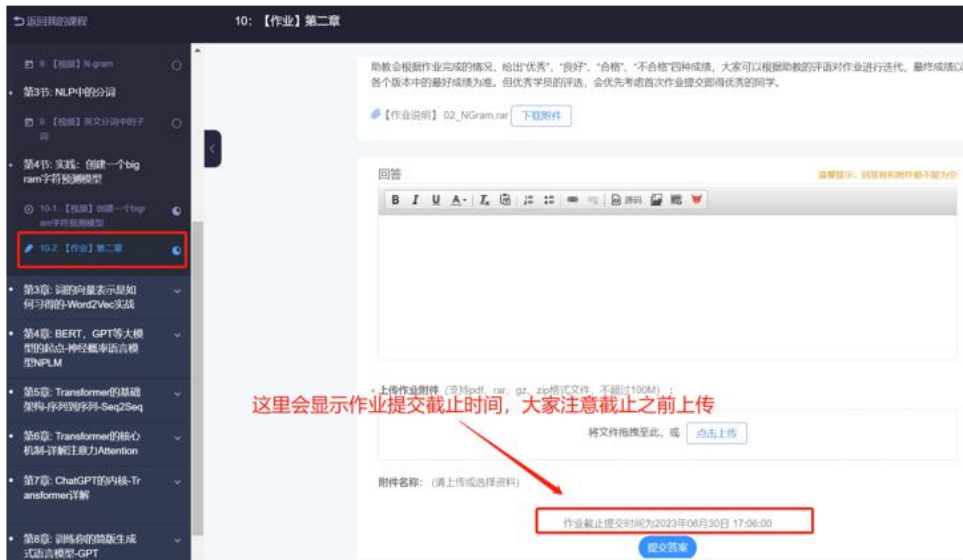 返回我的课程
10: 【作业】第二章
8 【视频】N-gram
第3节: NLP中的分词
9 【视频】英文分词中的子
词
第4节: 实践: 创建一个big
ram字符预测模型
10-1 【视频】创建一个bigr
am字符预测模型
10-2 【作业】第二章
第3章: 词的向量表示是如
何习得的-Word2Vec实战
第4章: BERT, GPT等大模
型的起点-神经概率语言模
型NPLM
第5章: Transformer的基础
架构-序列到序列-Seq2Seq
第6章: Transformer的核心
机制-详解注意力Attention
第7章: ChatGPT的内核-Tr
ansformer详解
第8章: 训练你的简版生成
式语言模型-GPT
助教会根据作业完成的情况，给出“优秀”、“良好”、“合格”、“不合格”四种成绩，大家可以根据助教的评语对作业进行迭代，最终成绩以
各个版本中的最好成绩为准。但优秀学员的评选，会优先考虑首次作业提交即得优秀的同学。
【作业说明】 02_NGram.rar 下载附件
回答
温馨提示: 回答框和附件都不能为空
B I U A Tx 源码
上传作业附件（支持pdf、rar、gz、zip格式文件，不超过100M）:
这里会显示作业提交截止时间，大家注意截止之前上传
将文件拖拽至此，或 点击上传
附件名称:（请上传或选择资料）
作业截止提交时间为2023年06月30日 17:06:00
提交答案